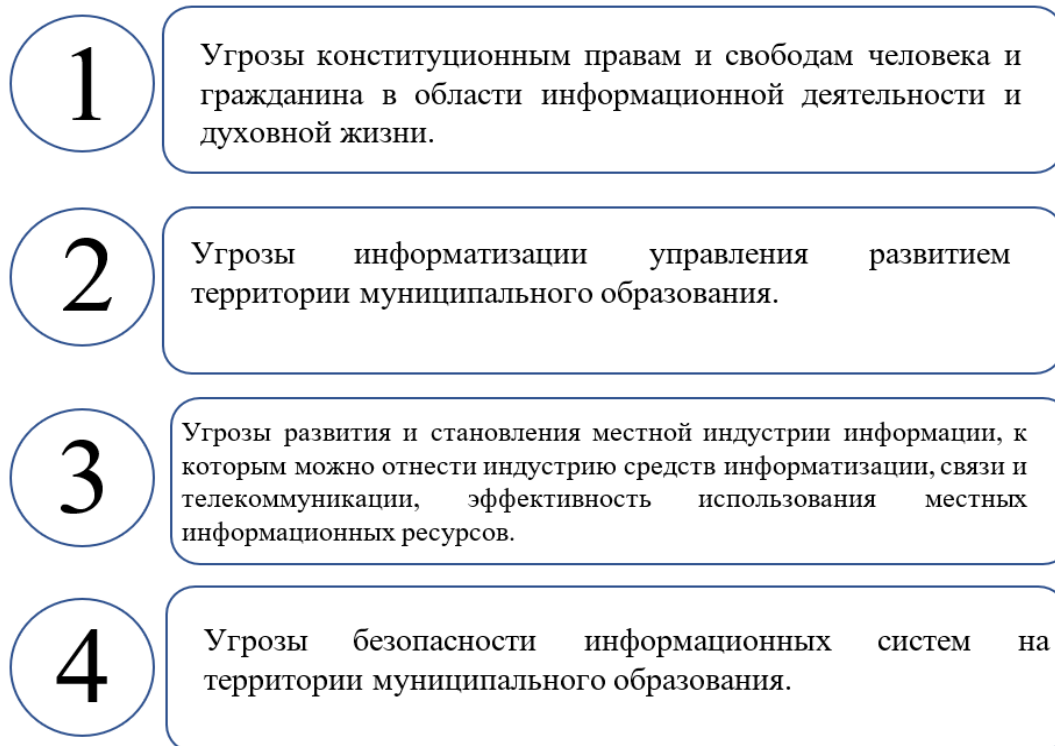 1
Угрозы конституционным правам и свободам человека и
гражданина в области информационной деятельности и
духовной жизни.
2
Угрозы информатизации управления развитием
территории муниципального образования.
3
Угрозы развития и становления местной индустрии информации, к
которым можно отнести индустрию средств информатизации, связи и
телекоммуникации, эффективность использования местных
информационных ресурсов.
4
Угрозы безопасности информационных систем на
территории муниципального образования.